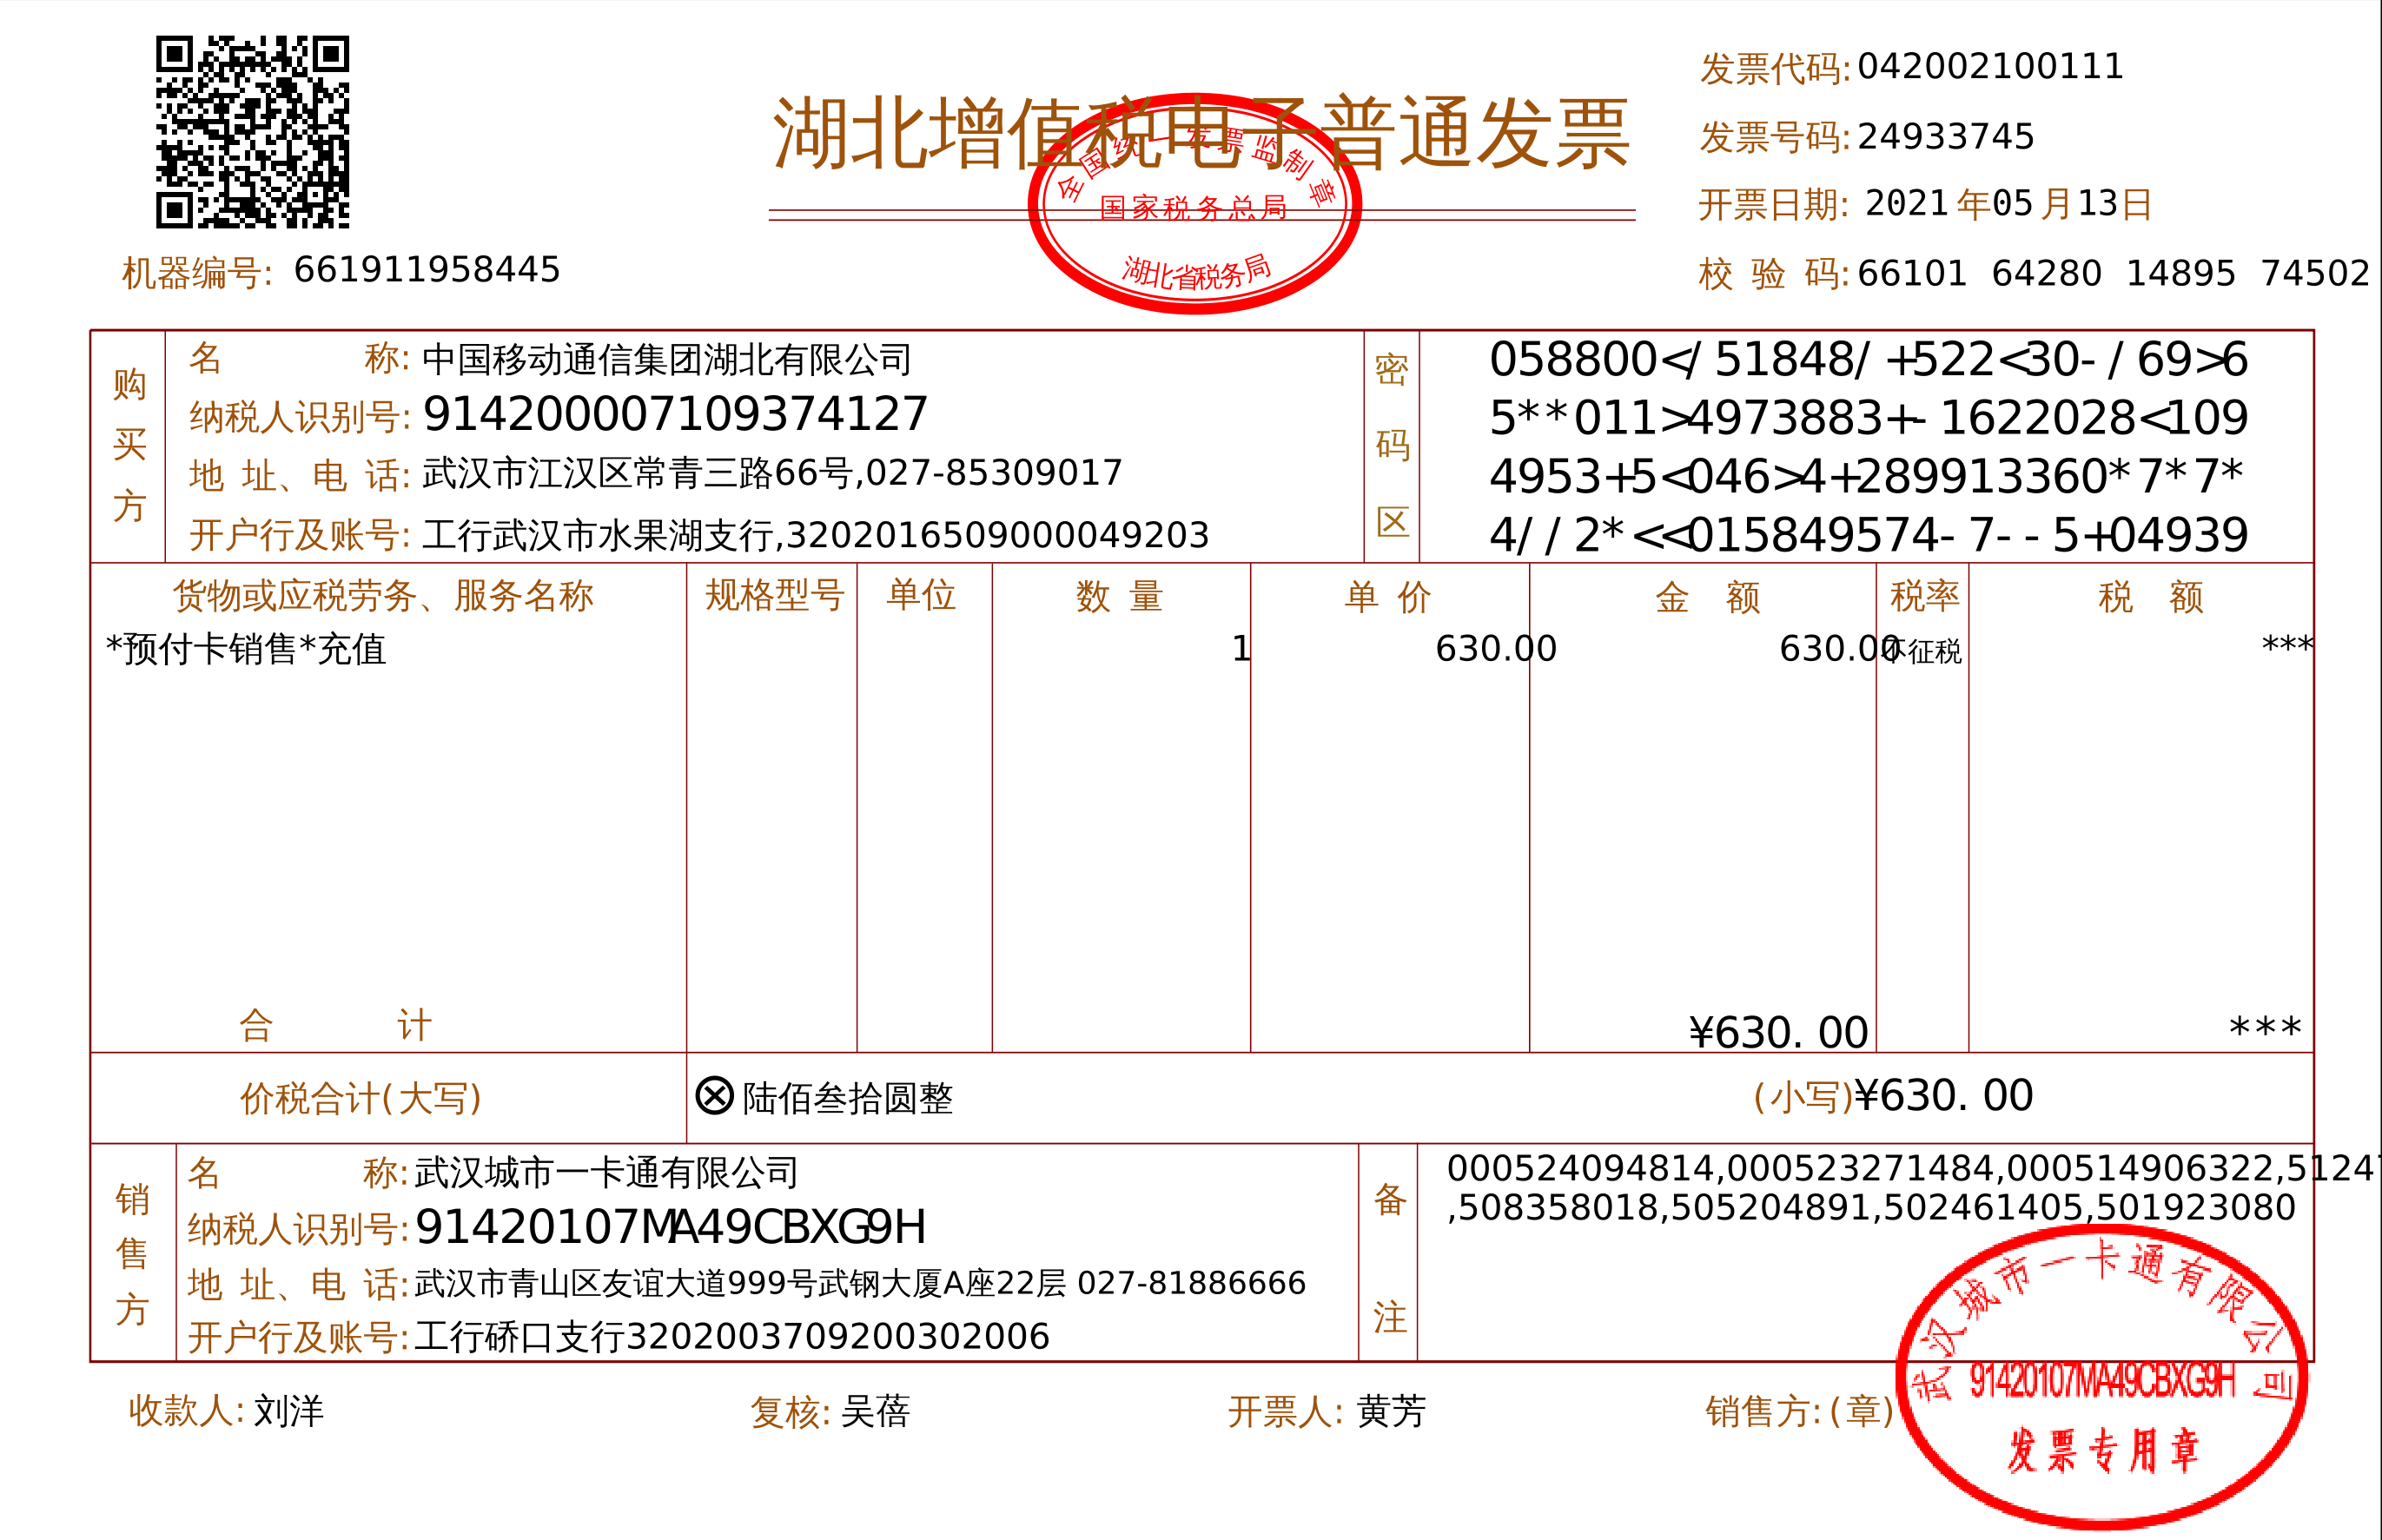 湖北增值税电子普通发票
全国统一发票监制章
国家税务总局
湖北省税务局
机器编号: 661911958445
发票代码: 042002100111
发票号码: 24933745
开票日期: 2021 年 05 月 13 日
校 验 码: 66101 64280 14895 74502
购买方
名 称: 中国移动通信集团湖北有限公司
纳税人识别号: 914200007109374127
地 址、电 话: 武汉市江汉区常青三路66号,027-85309017
开户行及账号: 工行武汉市水果湖支行,3202016509000049203
密码区
058800</51848/+522<30-/69>6
5**011>4973883+-1622028<109
4953+5<046>4+289913360*7*7*
4//2*<<015849574-7--5+04939
货物或应税劳务、服务名称 规格型号 单位 数 量 单 价 金 额 税率 税 额
*预付卡销售*充值 1 630.00 630.00 不征税 ***
合 计 ¥630.00 ***
价税合计(大写) ⊗ 陆佰叁拾圆整 (小写) ¥630.00
销售方
名 称: 武汉城市一卡通有限公司
纳税人识别号: 91420107MA49CBXG9H
地 址、电 话: 武汉市青山区友谊大道999号武钢大厦A座22层 027-81886666
开户行及账号: 工行硚口支行3202003709200302006
备注
000524094814,000523271484,000514906322,5124
,508358018,505204891,502461405,501923080
收款人: 刘洋 复核: 吴蓓 开票人: 黄芳 销售方:(章)
武汉城市一卡通有限公司
91420107MA49CBXG9H
发票专用章